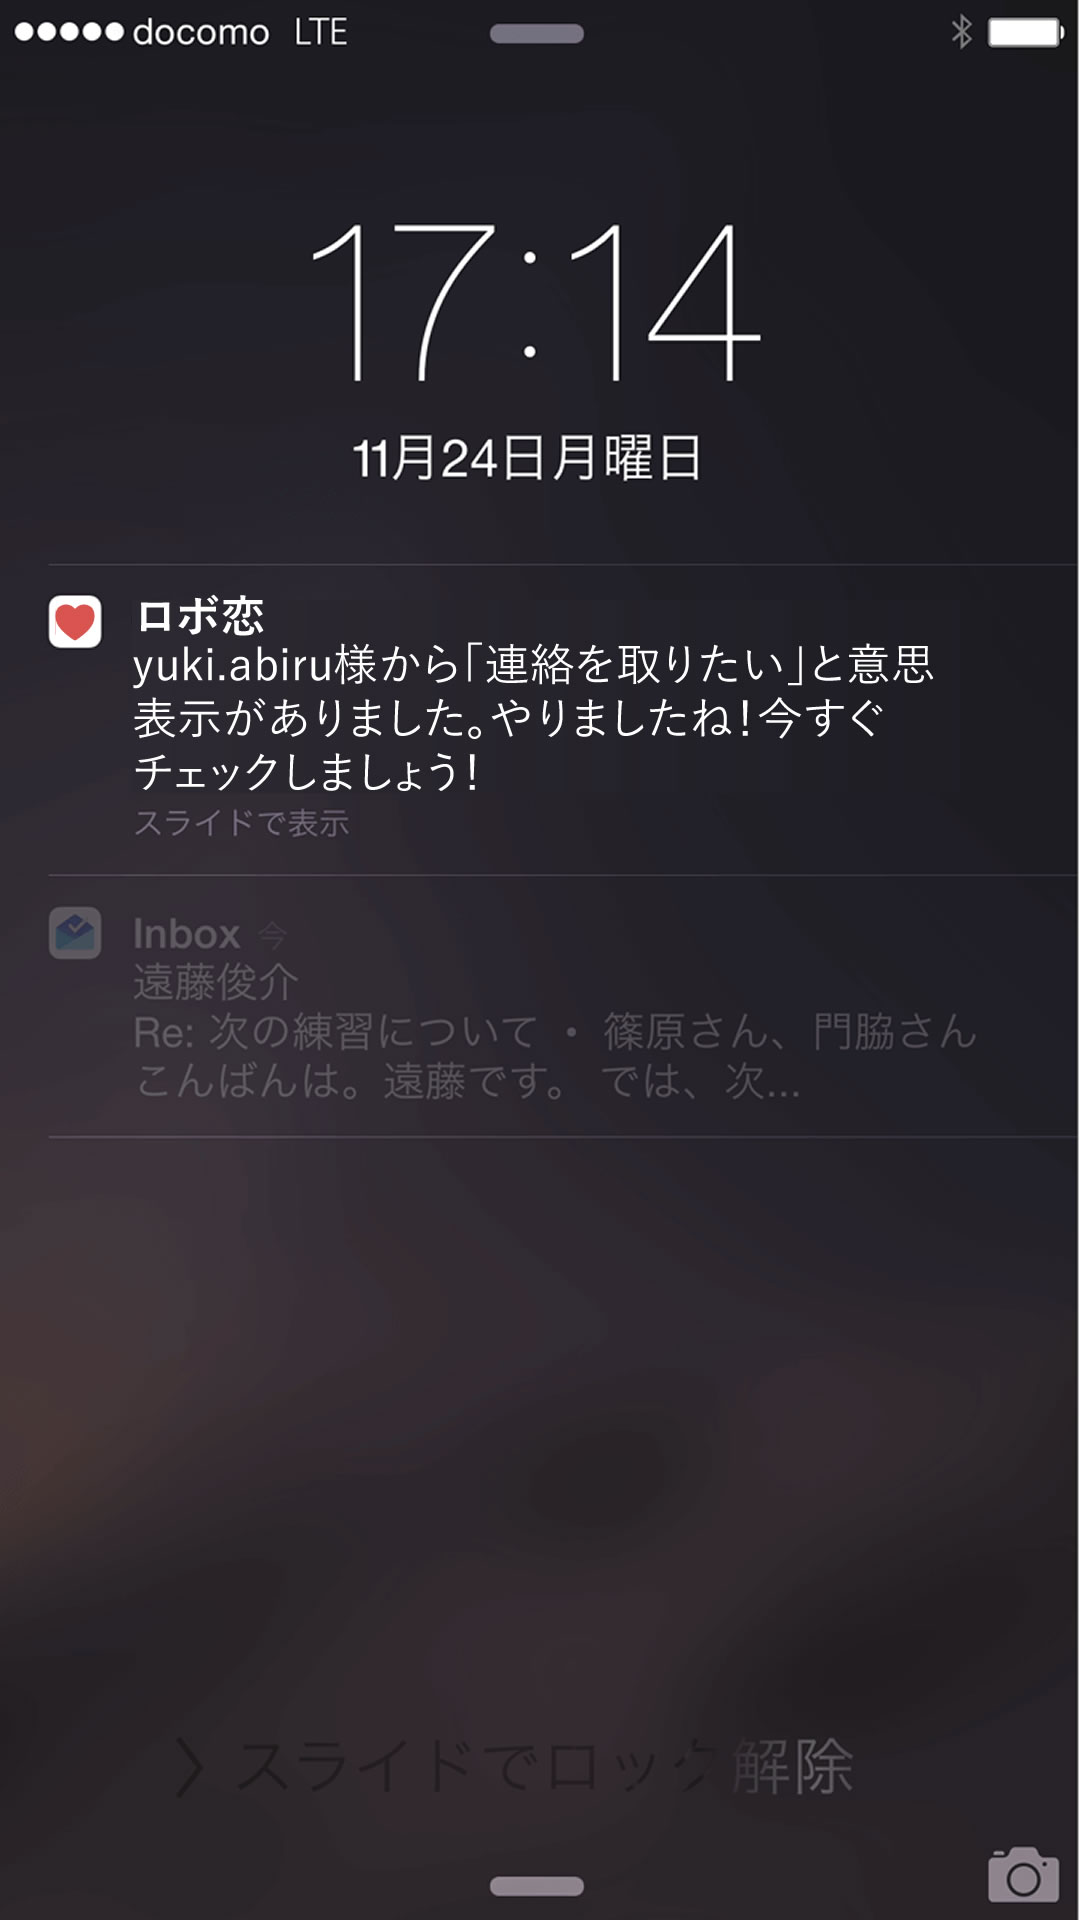 docomo LTE
17:14
11月24日月曜日
ロボ恋
yuki.abiru様から「連絡を取りたい」と意思
表示がありました。やりましたね！今すぐ
チェックしましょう！
スライドで表示
Inbox 今
遠藤俊介
Re: 次の練習について ・ 篠原さん、門脇さん
こんばんは。遠藤です。 では、次...
> スライドでロック解除